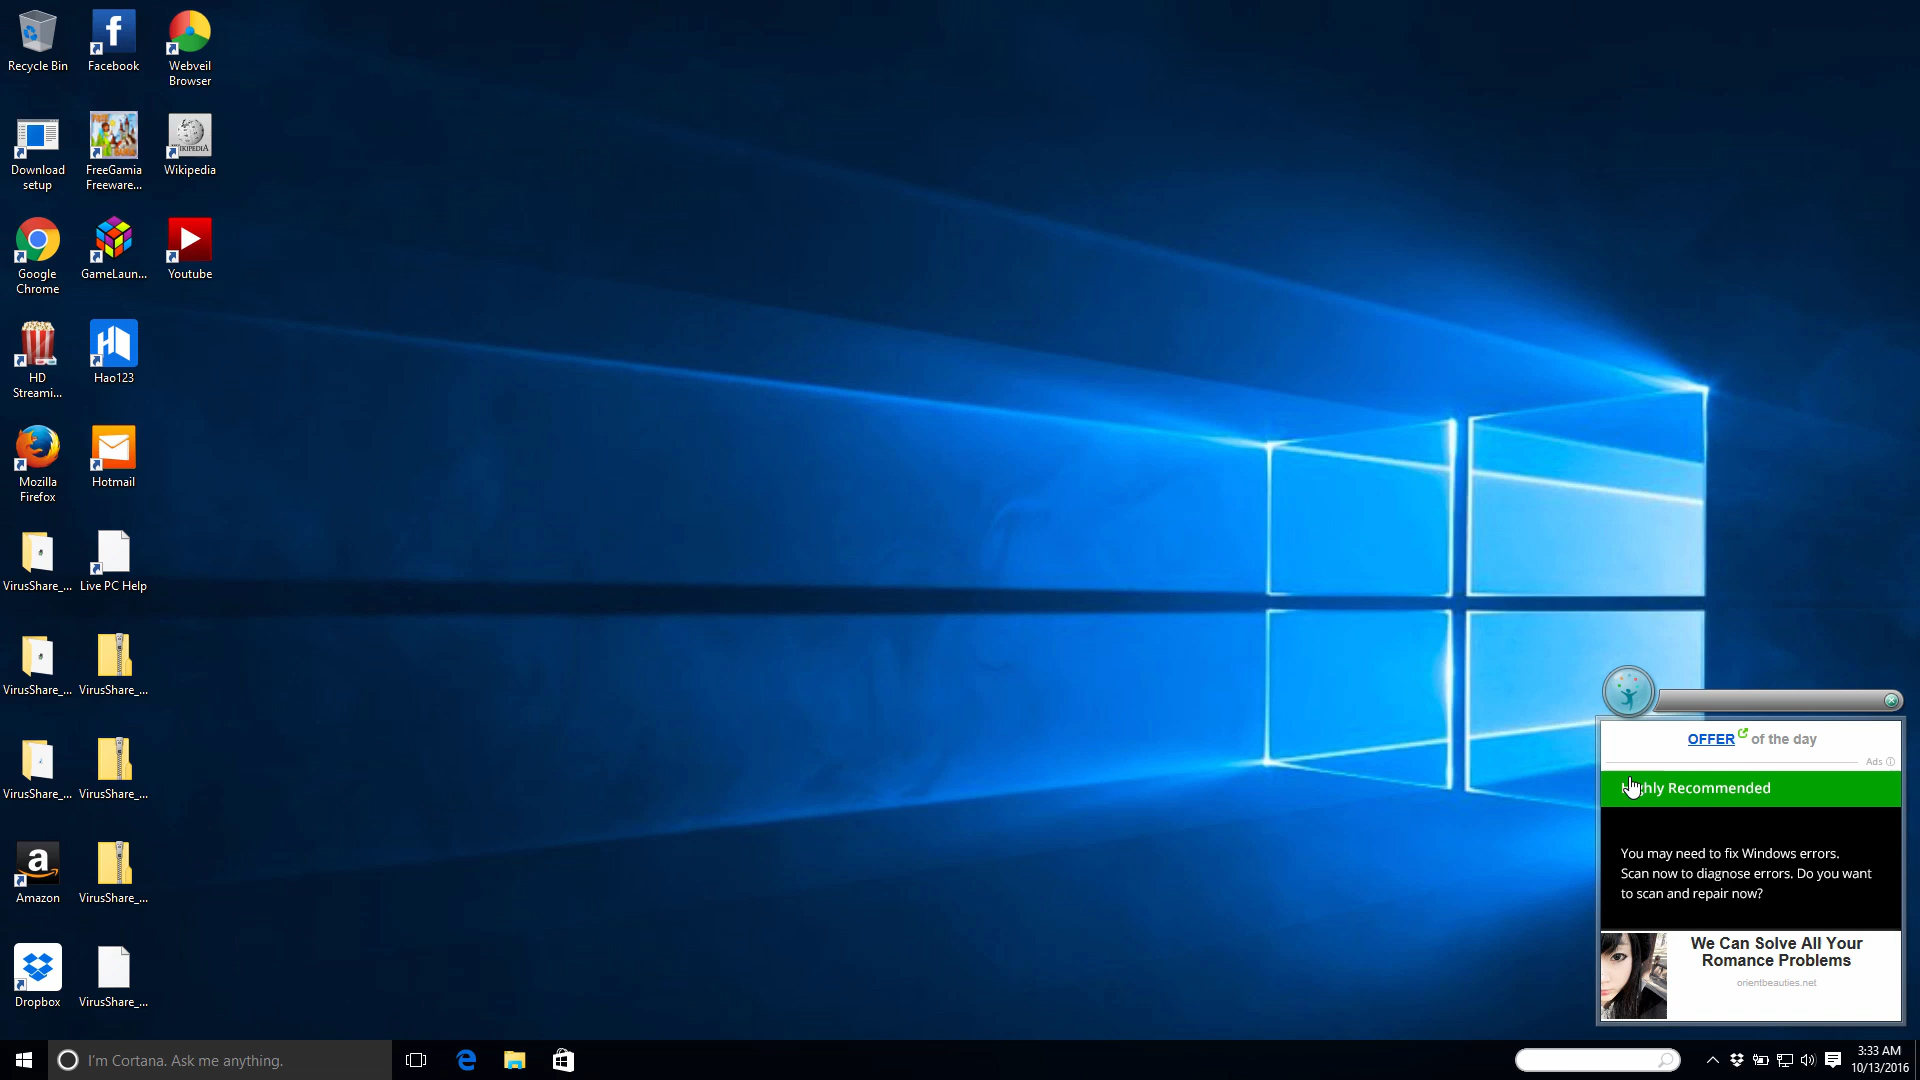 Recycle Bin
Facebook
Webveil
Browser
Download
setup
FreeGamia
Freeware...
WIKIPEDIA
Wikipedia
Google
Chrome
GameLaun...
Youtube
HD
Streami...
Hao123
Mozilla
Firefox
Hotmail
VirusShare_...
Live PC Help
VirusShare_...
VirusShare_...
VirusShare_...
VirusShare_...
Amazon
VirusShare_...
Dropbox
VirusShare_...
OFFER of the day
Ads
Highly Recommended
You may need to fix Windows errors.
Scan now to diagnose errors. Do you want
to scan and repair now?
We Can Solve All Your
Romance Problems
orientbeauties.net
I'm Cortana. Ask me anything.
3:33 AM
10/13/2016